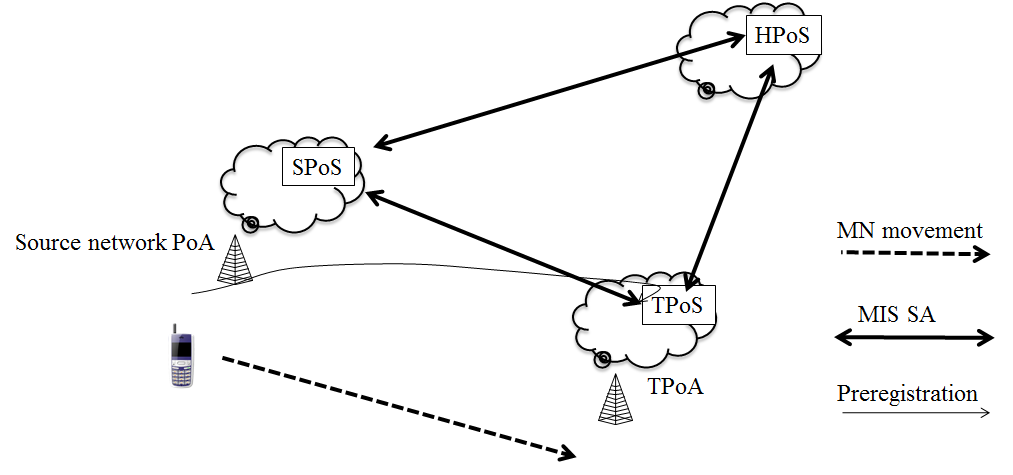 HPoS
SPoS
Source network PoA
MN movement
TPoS
MIS SA
TPoA
Preregistration